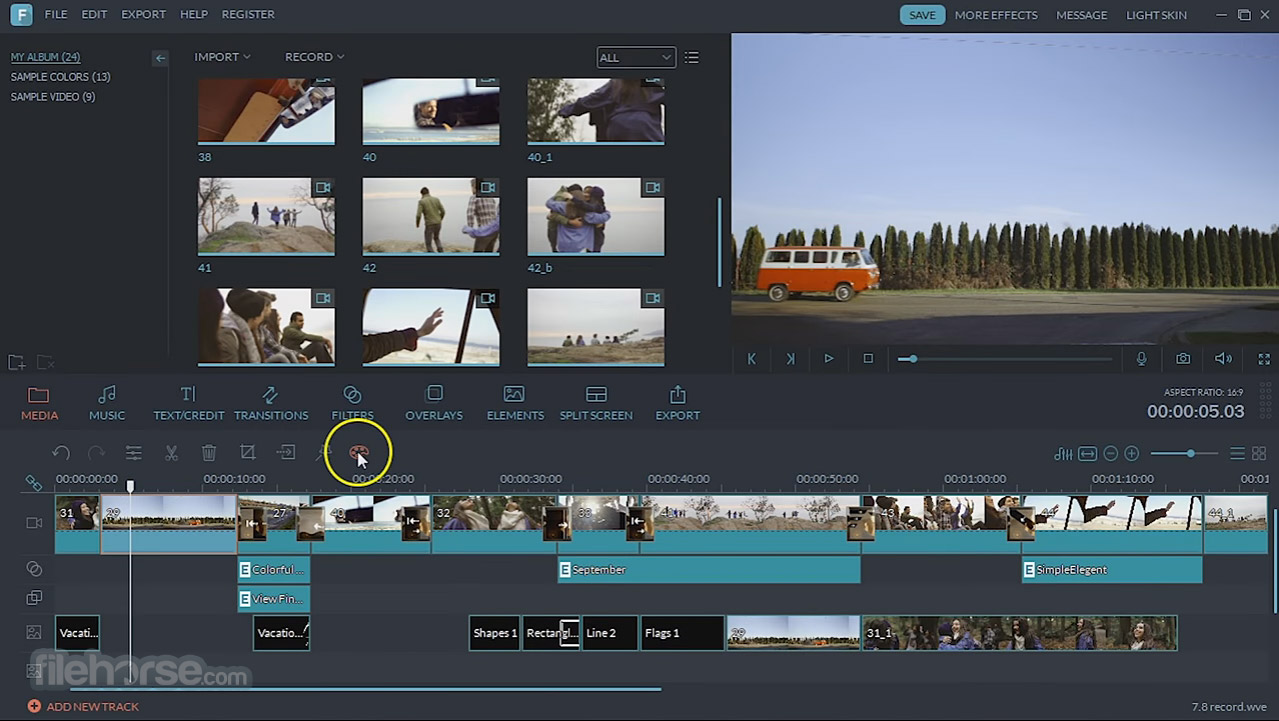 F FILE EDIT EXPORT HELP REGISTER SAVE MORE EFFECTS MESSAGE LIGHT SKIN
MY ALBUM (24)
SAMPLE COLORS (13)
SAMPLE VIDEO (9)
IMPORT RECORD ALL
38 40 40_1
41 42 42_b
MEDIA MUSIC TEXT/CREDIT TRANSITIONS FILTERS OVERLAYS ELEMENTS SPLIT SCREEN EXPORT
ASPECT RATIO: 16:9
00:00:05.03
00:00:00:00 00:00:10:00 00:00:20:00 00:00:30:00 00:00:40:00 00:00:50:00 00:01:00:00 00:01:10:00 00:01
31 29 27 40 32 38 41 43 44 44_1
Colorful... September SimpleElegent
View Fin...
Vacati... Vacatio... Shapes 1 Rectangl... Line 2 Flags 1 29 31_1
filehorse.com
ADD NEW TRACK 7.8 record.wve